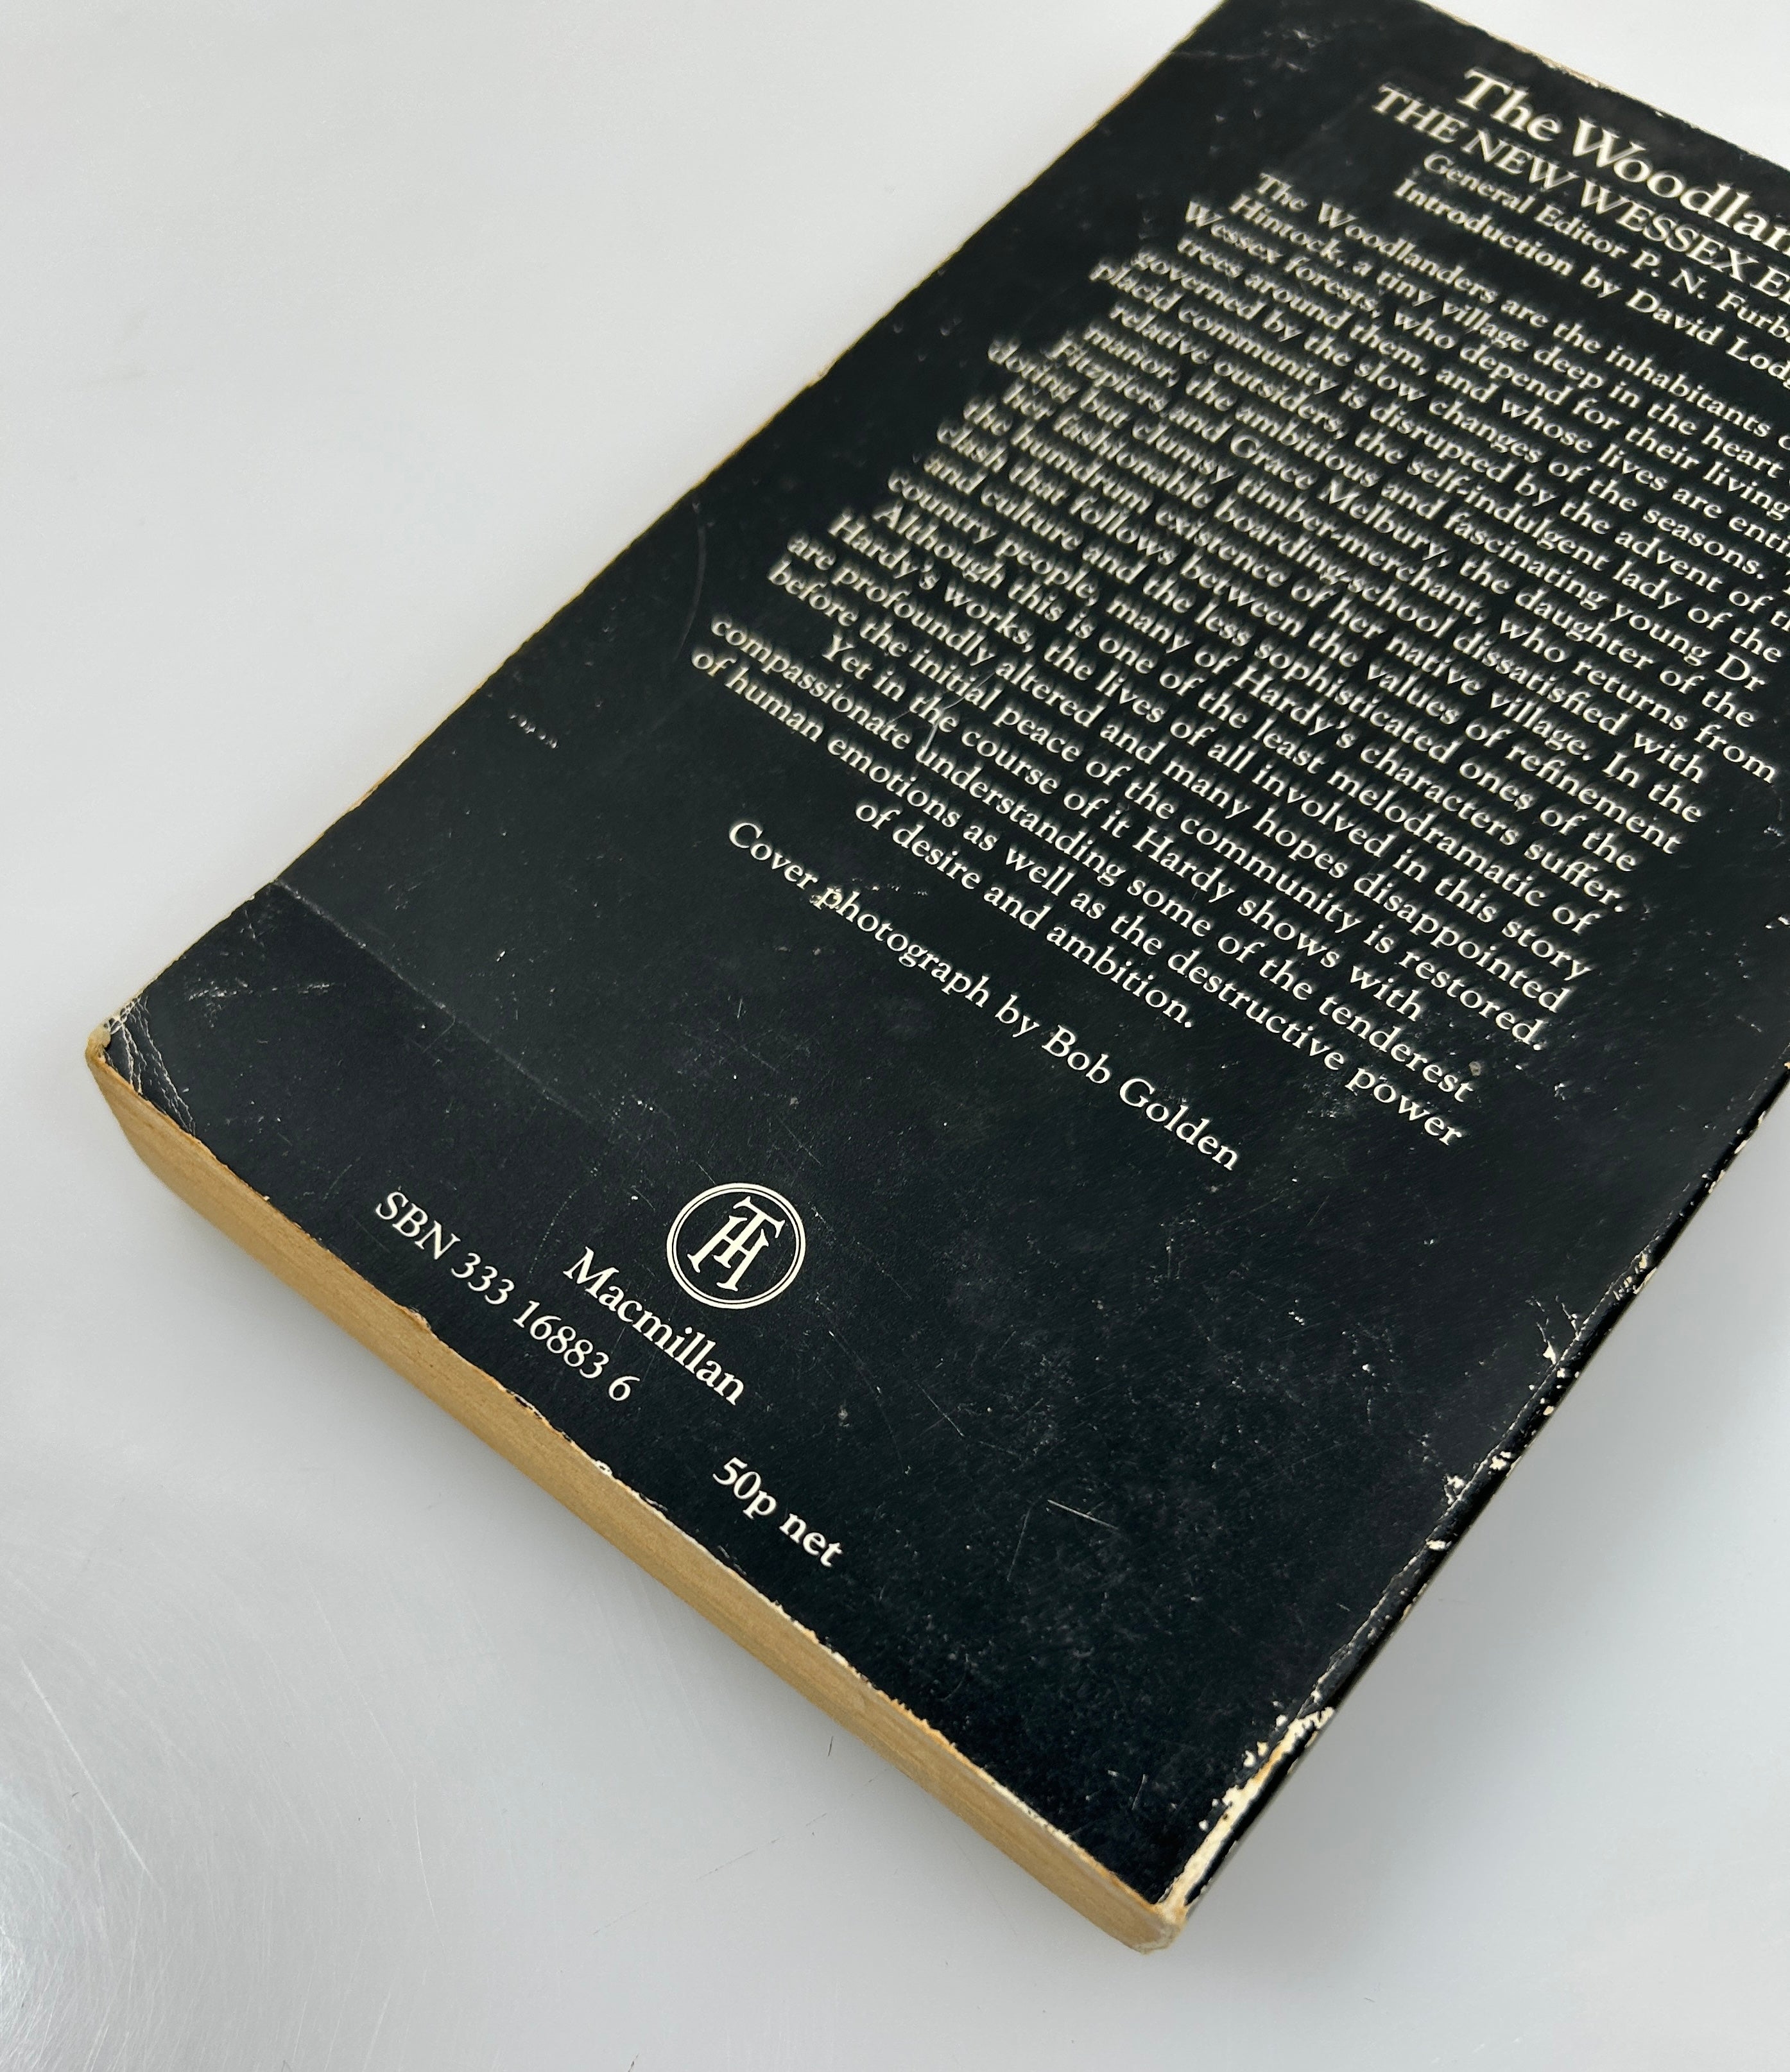 The Woodlan
THE NEW WESSEX E
General Editor P. N. Furb
Introduction by David Lod
The Woodlanders are the inhabitants
Hintock, a tiny village deep in the heart
Wessex forests, who depend for their living
trees around them, and whose lives are enti
governed by the slow changes of the seasons.
placid community is disrupted by the advent of t
relative outsiders, the self-indulgent lady of the
manor, the ambitious and fascinating young Dr
Fitzpiers and Grace Melbury, the daughter of the
doting but clumsy timber-merchant, who returns from
her fashionable boarding-school dissatisfied with
the humdrum existence of her native village. In the
clash that follows between the values of refinement
and culture and the less sophisticated ones of the
country people, many of Hardy's characters suffer.
Although this is one of the least melodramatic of
Hardy's works, the lives of all involved in this story
are profoundly altered and many hopes disappointed
before the initial peace of the community is restored.
Yet in the course of it Hardy shows with
compassionate understanding some of the tenderest
of human emotions as well as the destructive power
of desire and ambition.
Cover photograph by Bob Golden
TH
Macmillan
SBN 333 16883 6
50p net